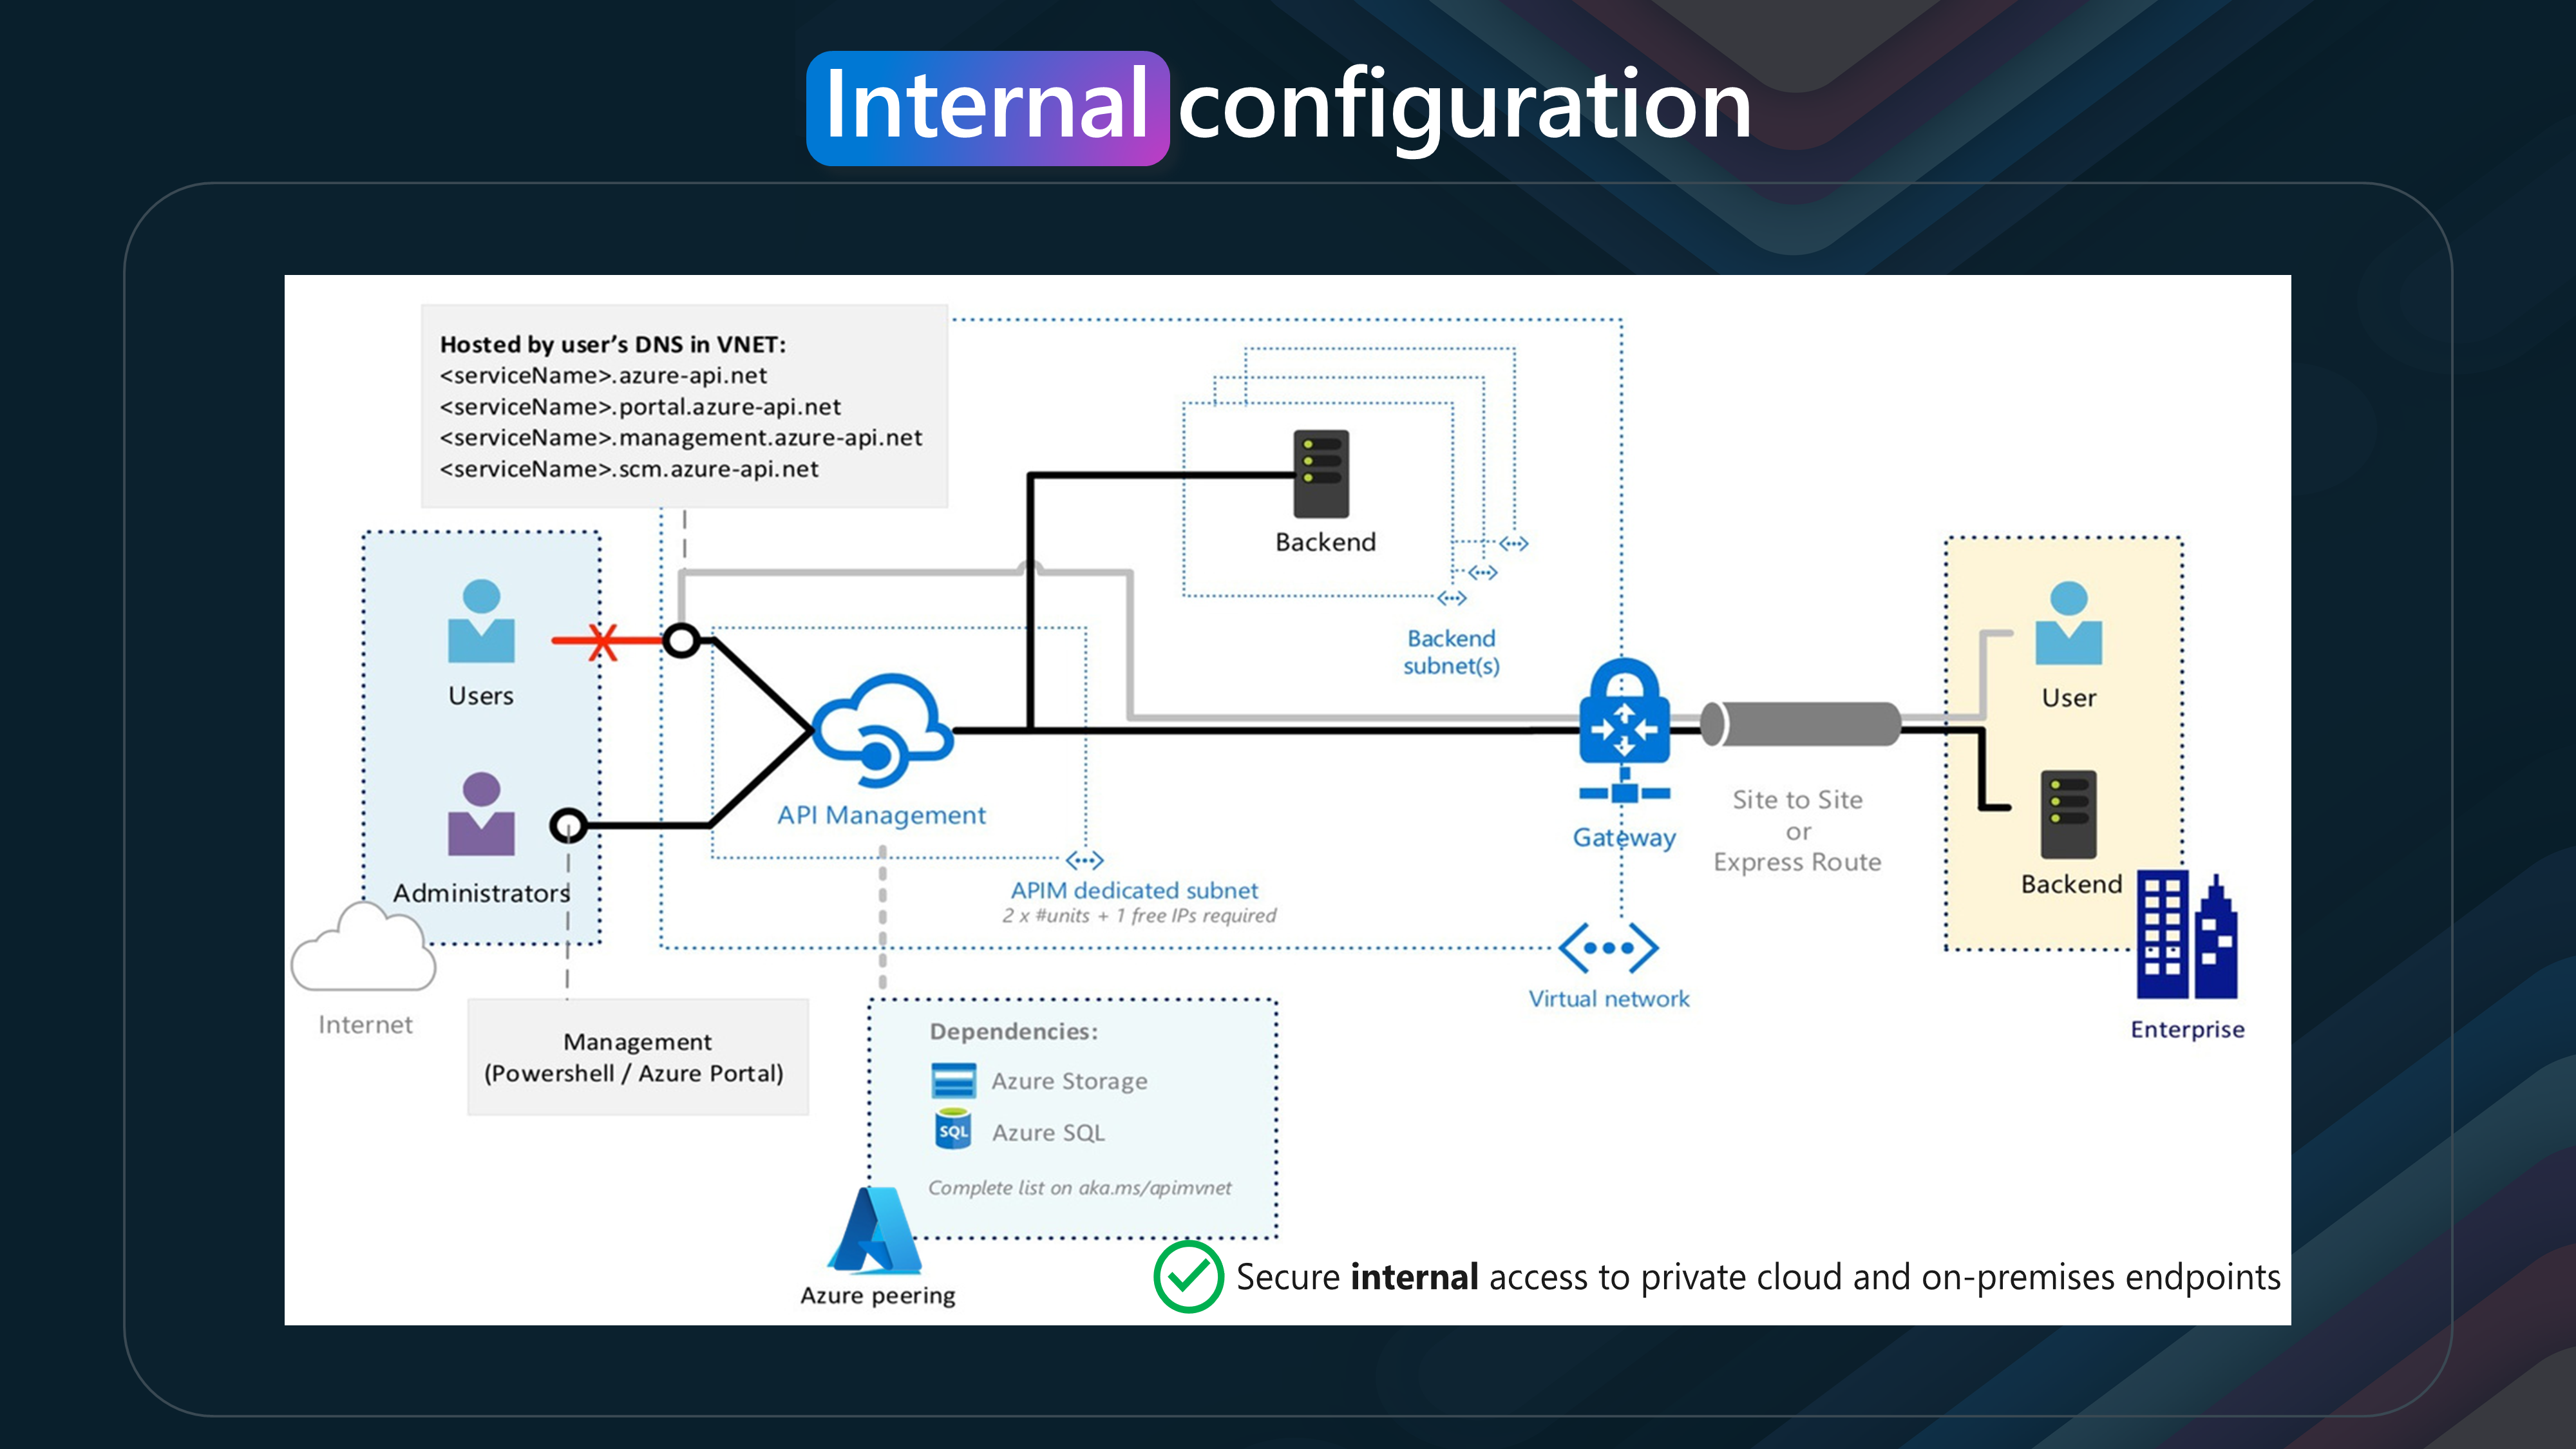 Internal configuration
Hosted by user's DNS in VNET:
<serviceName>.azure-api.net
<serviceName>.portal.azure-api.net
<serviceName>.management.azure-api.net
<serviceName>.scm.azure-api.net
Backend
Backend
subnet(s)
Users
Administrators
Internet
Management
(Powershell / Azure Portal)
API Management
APIM dedicated subnet
2 x #units + 1 free IPs required
Gateway
Virtual network
Site to Site
or
Express Route
User
Backend
Enterprise
Dependencies:
Azure Storage
SQL
Azure SQL
Complete list on aka.ms/apimvnet
Azure peering
Secure internal access to private cloud and on-premises endpoints